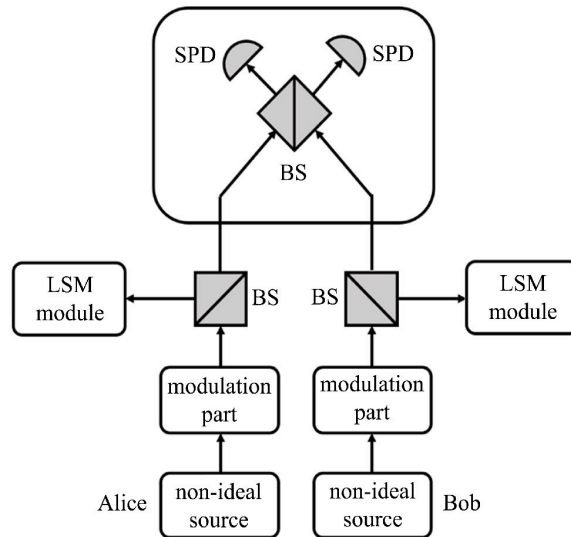 SPD
SPD
BS
LSM
module
BS
BS
LSM
module
modulation
part
modulation
part
Alice
non-ideal
source
non-ideal
source
Bob